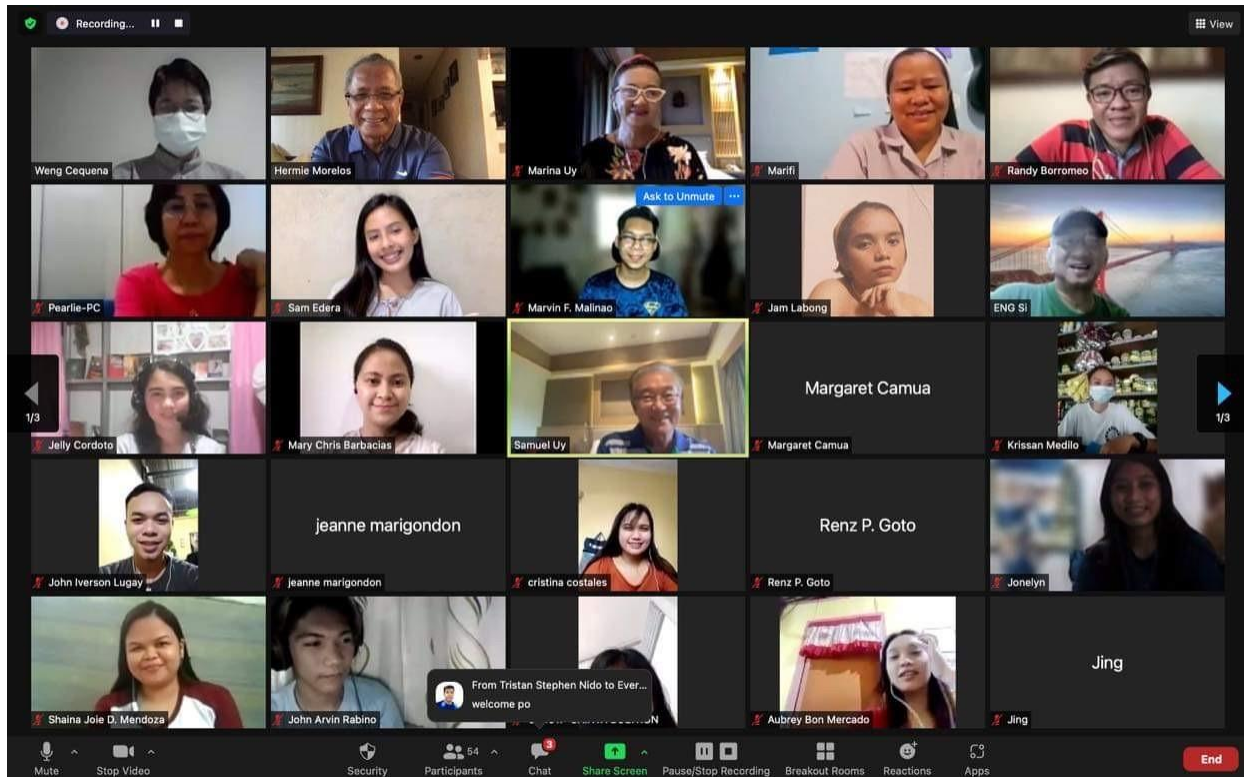 Recording...
View
Weng Cequena
Hermie Morelos
Marina Uy
Marifi
Randy Borromeo
Ask to Unmute
Pearlie-PC
Sam Edera
Marvin F. Malinao
Jam Labong
ENG Si
Margaret Camua
1/3
1/3
Jelly Cordoto
Mary Chris Barbacias
Samuel Uy
Margaret Camua
Krissan Medilo
jeanne marigondon
Renz P. Goto
John Iverson Lugay
jeanne marigondon
cristina costales
Renz P. Goto
Jonelyn
Jing
From Tristan Stephen Nido to Ever...
welcome po
Shaina Joie D. Mendoza
John Arvin Rabino
Aubrey Bon Mercado
Jing
Mute
Stop Video
Security
Participants
54
Chat
3
Share Screen
Pause/Stop Recording
Breakout Rooms
Reactions
Apps
End